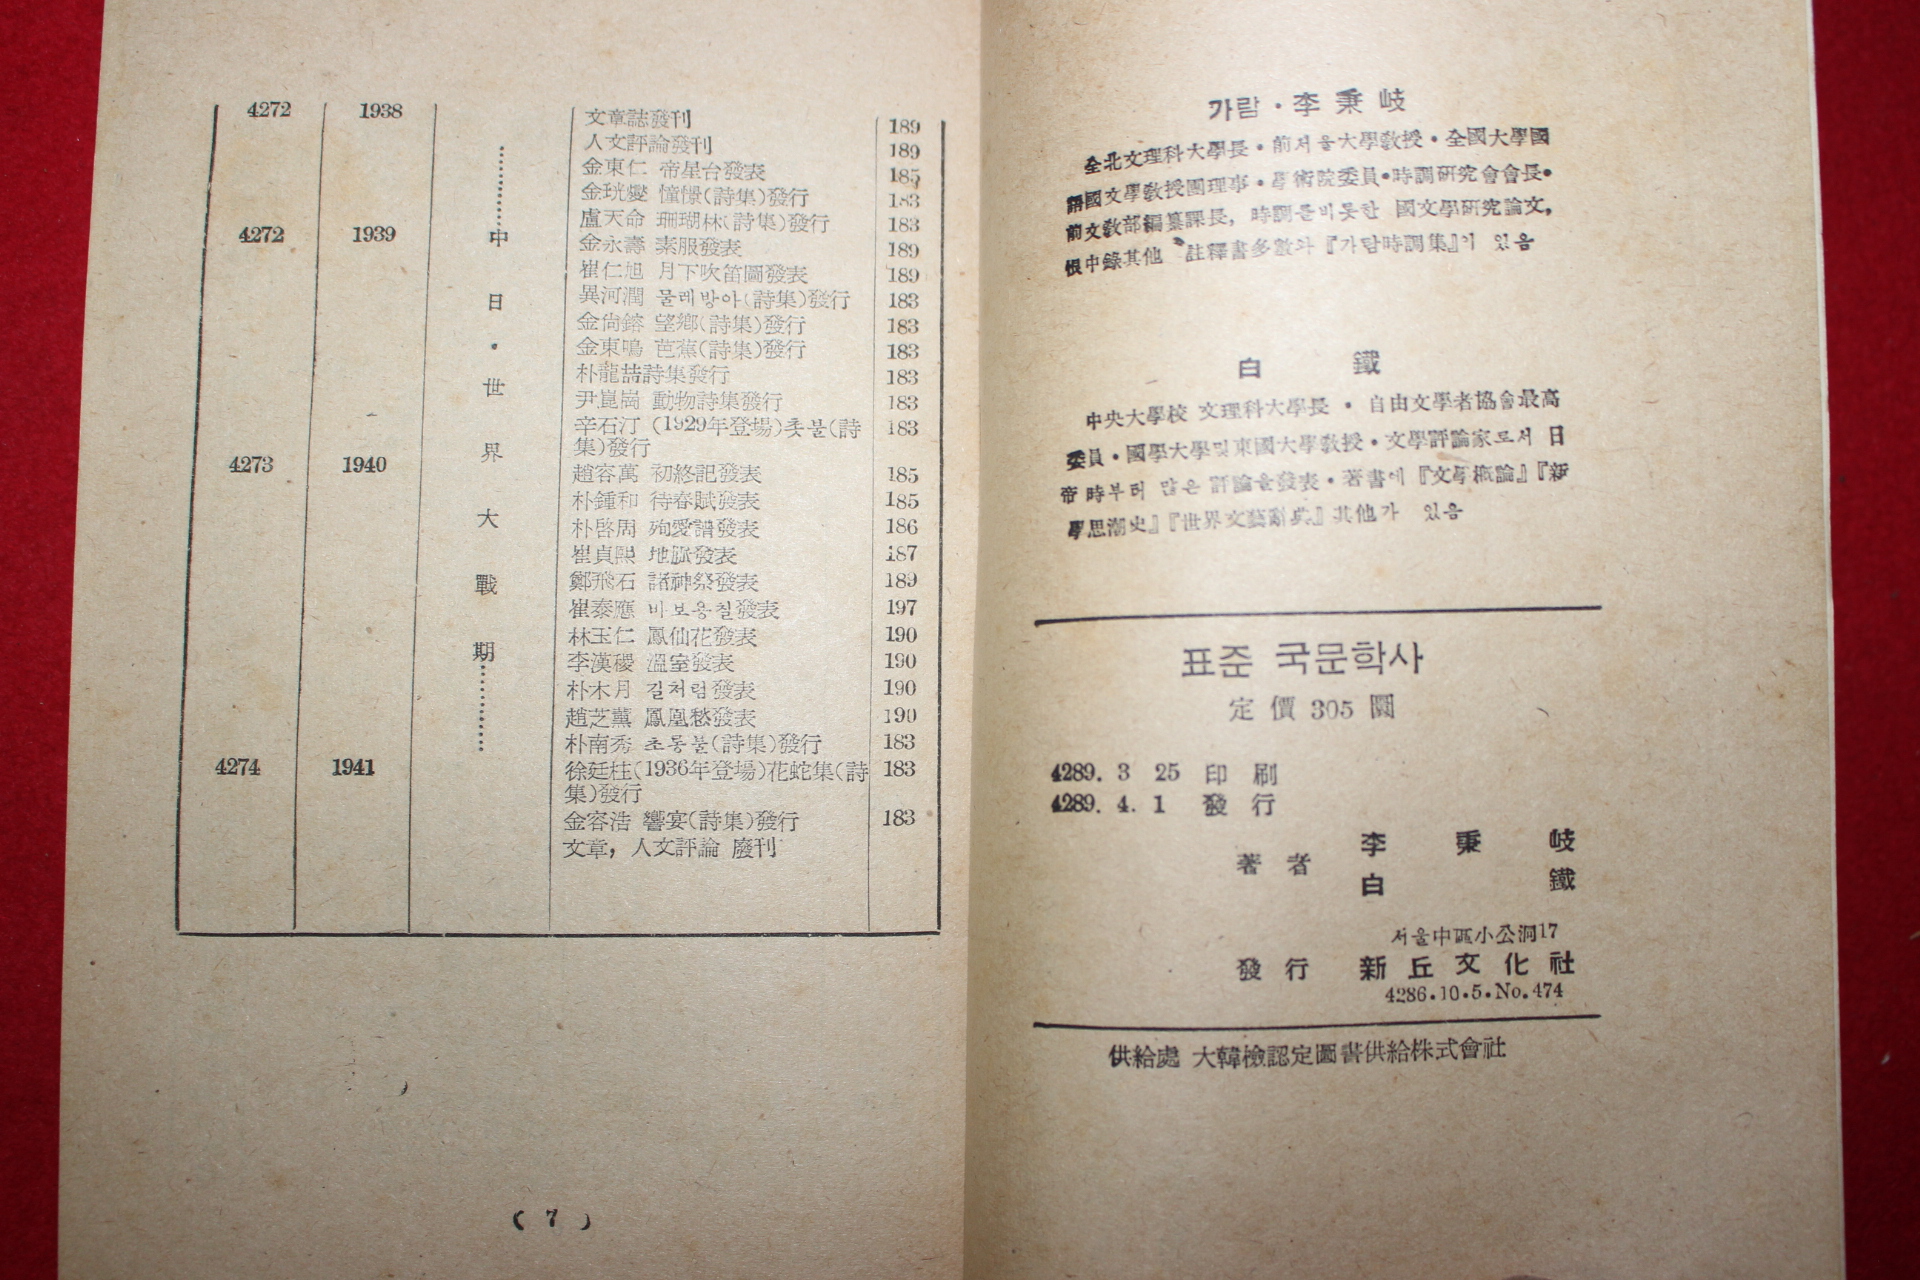 4272 1938 文章誌發刊 189
人文評論發刊 189
金東仁 帝星台發表 185
金珖燮 憧憬(詩集)發行 183
盧天命 珊瑚林(詩集)發行 183
4272 1939 金永壽 素服發表 189
崔仁旭 月下吹笛圖發表 189
異河潤 물레방아(詩集)發行 183
金尙鎔 望鄕(詩集)發行 183
金東鳴 芭蕉(詩集)發行 183
朴龍喆詩集發行 183
尹崑崗 動物詩集發行 183
辛石汀 (1929年登場)촛불(詩 183
集)發行
4273 1940 趙容萬 初終記發表 185
朴鍾和 待春賦發表 185
朴啓周 殉愛譜發表 186
崔貞熙 地脈發表 187
鄭飛石 諸神祭發表 189
崔泰應 바보용칠發表 197
林玉仁 鳳仙花發表 190
李漢稷 溫室發表 190
朴木月 길처럼發表 190
趙芝薰 鳳凰愁發表 190
朴南秀 초롱불(詩集)發行 183
4274 1941 徐廷柱(1936年登場)花蛇集(詩 183
集)發行
金容浩 響宴(詩集)發行 183
文章, 人文評論 廢刊
中日·世界大戰期
( 7 )
가람·李秉岐
全北文理科大學長·前서울大學敎授·全國大學國
語國文學敎授團理事·學術院委員·時調研究會會長·
前文敎部編纂課長, 時調를비롯한 國文學研究論文,
恨中錄其他 註釋書多數와『가람時調集』이 있음
白 鐵
中央大學校 文理科大學長 · 自由文學者協會最高
委員·國學大學및東國大學敎授·文學評論家로서 日
帝時부터 많은 評論을發表·著書에『文學槪論』『新
學思潮史』『世界文藝辭典』其他가 있음
표준 국문학사
定價 305 圜
4289. 3 25 印刷
4289. 4. 1 發行
著者 李秉岐
白鐵
서울中區小公洞17
發行 新丘文化社
4286·10·5·No.474
供給處 大韓檢認定圖書供給株式會社